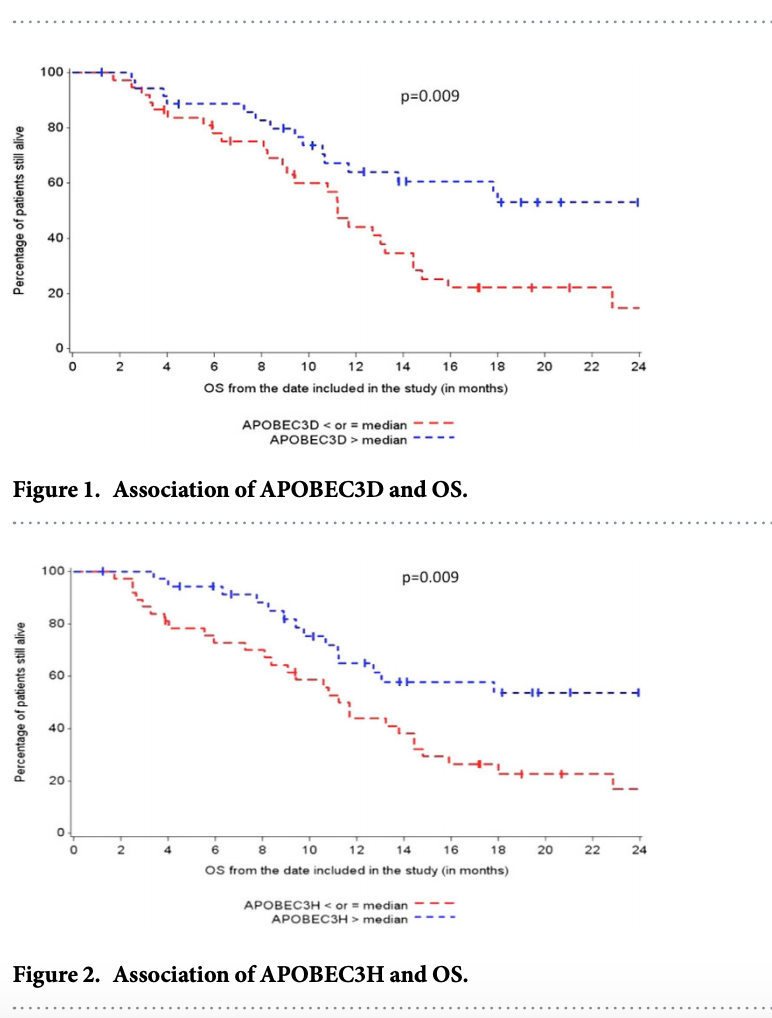 100
80
60
40
20
0
Percentage of patients still alive
p=0.009
0 2 4 6 8 10 12 14 16 18 20 22 24
OS from the date included in the study (in months)
APOBEC3D < or = median
APOBEC3D > median
Figure 1. Association of APOBEC3D and OS.
100
80
60
40
20
0
Percentage of patients still alive
p=0.009
0 2 4 6 8 10 12 14 16 18 20 22 24
OS from the date included in the study (in months)
APOBEC3H < or = median
APOBEC3H > median
Figure 2. Association of APOBEC3H and OS.